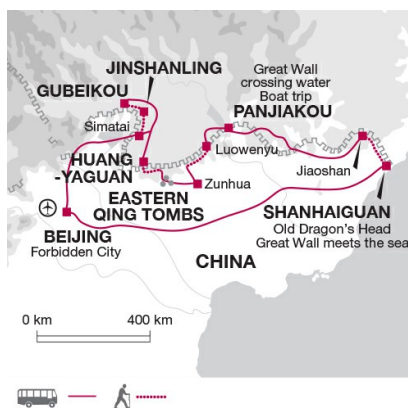 JINSHANLING
GUBEIKOU
Great Wall
crossing water
Boat trip
PANJIAKOU
Simatai
Luowenyu
HUANG
-YAGUAN
Jiaoshan
Zunhua
EASTERN
QING TOMBS
SHANHAIGUAN
Old Dragon's Head
Great Wall meets the sea
BEIJING
Forbidden City
CHINA
0 km
400 km